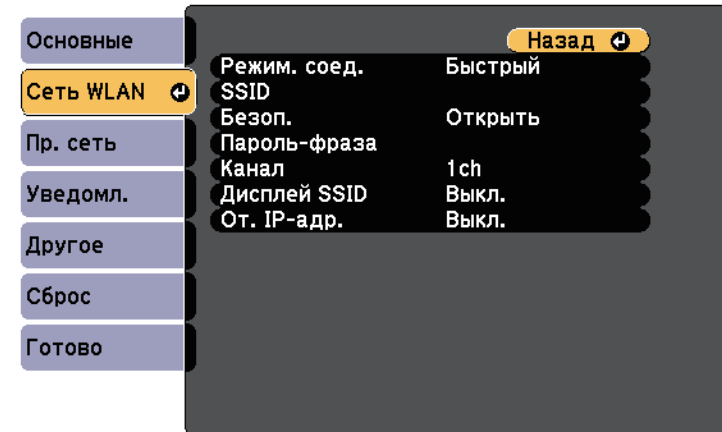 Основные
Сеть WLAN
Пр. сеть
Уведомл.
Другое
Сброс
Готово
Назад
Режим. соед. Быстрый
SSID
Безоп. Открыть
Пароль-фраза
Канал 1ch
Дисплей SSID Выкл.
От. IP-адр. Выкл.